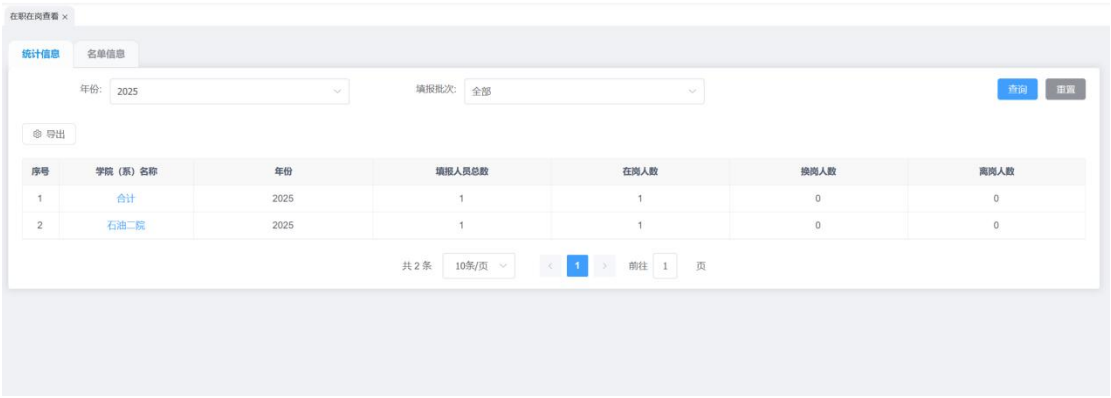 在职在岗查看 ×
统计信息 名单信息
年份: 2025 填报批次: 全部 查询 重置
导出
序号 学院（系）名称 年份 填报人员总数 在岗人数 换岗人数 离岗人数
1 合计 2025 1 1 0 0
2 石油二院 2025 1 1 0 0
共 2 条 10条/页 < 1 > 前往 1 页